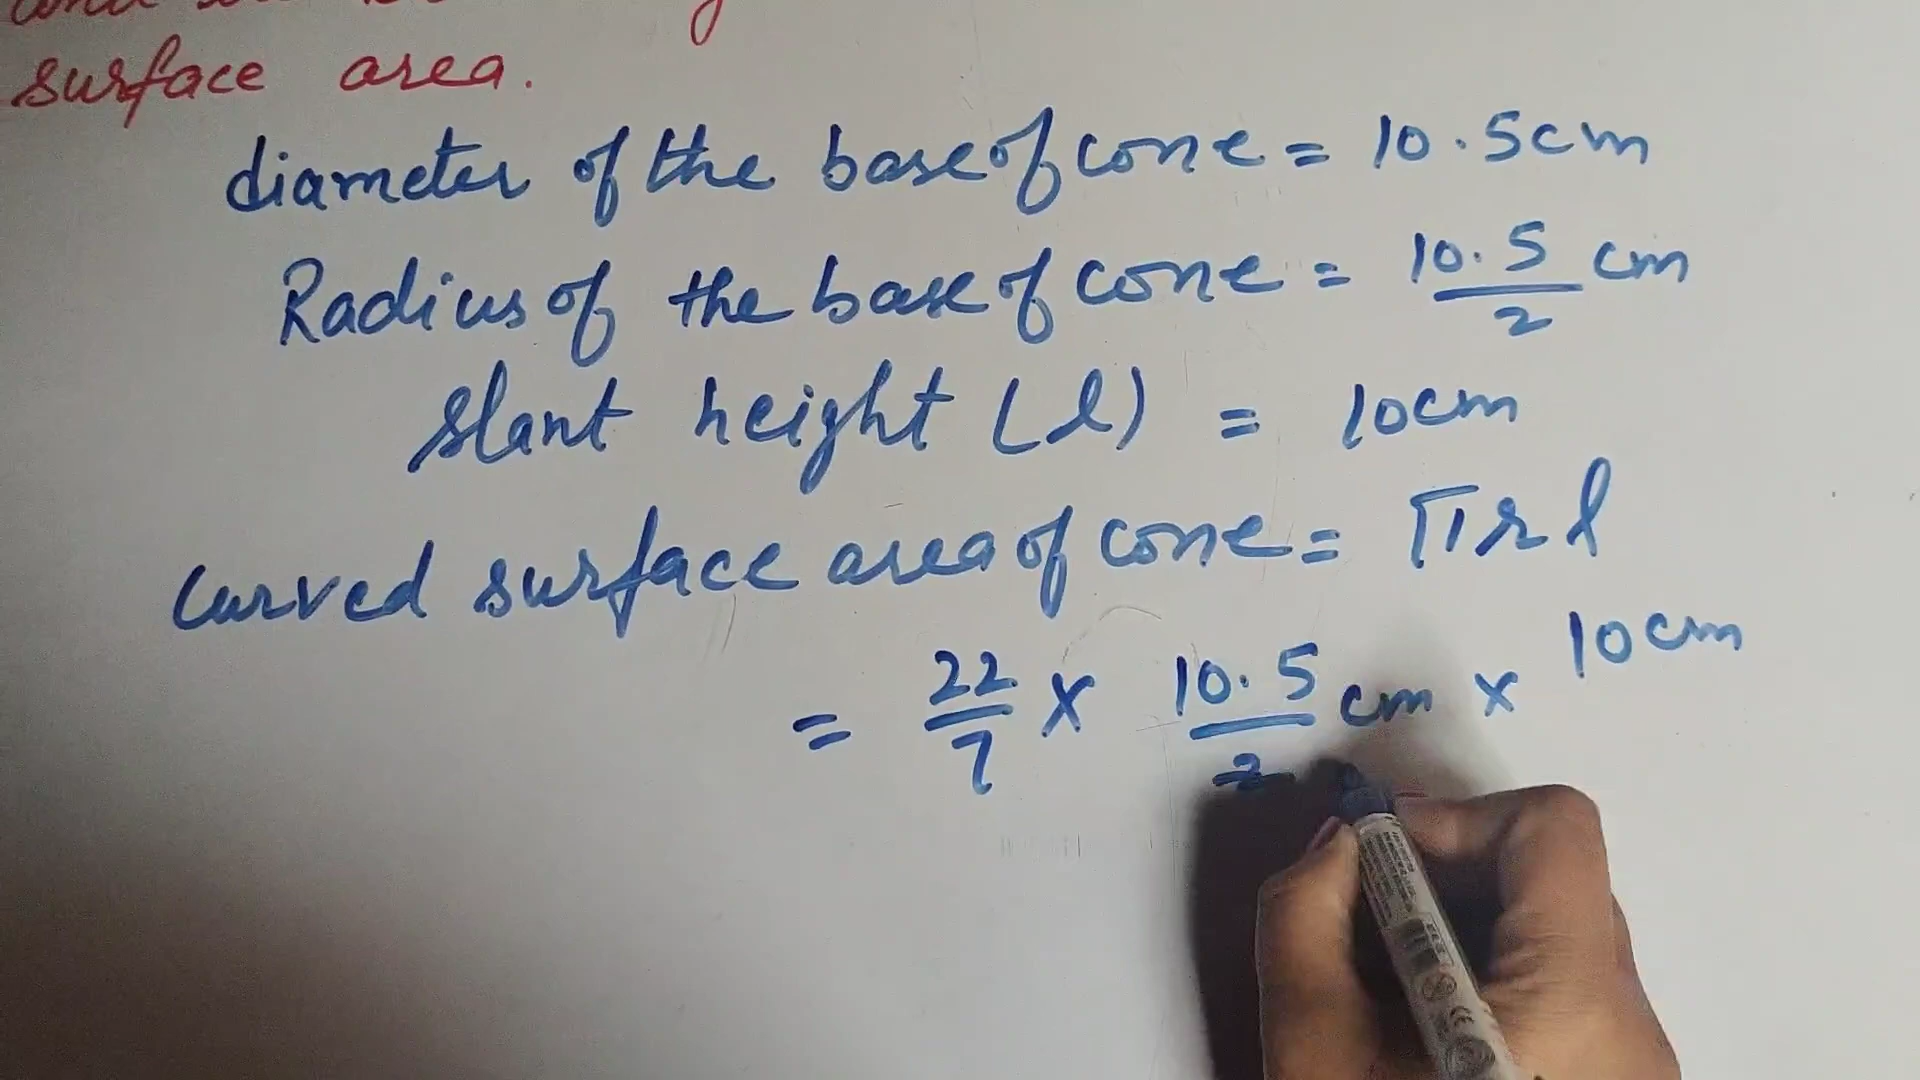 surface area.
diameter of the base of cone = 10.5cm
Radius of the base of cone = 10.5/2 cm
slant height (l) = 10cm
Curved surface area of cone = πrl
= 22/7 × 10.5/2 cm × 10cm